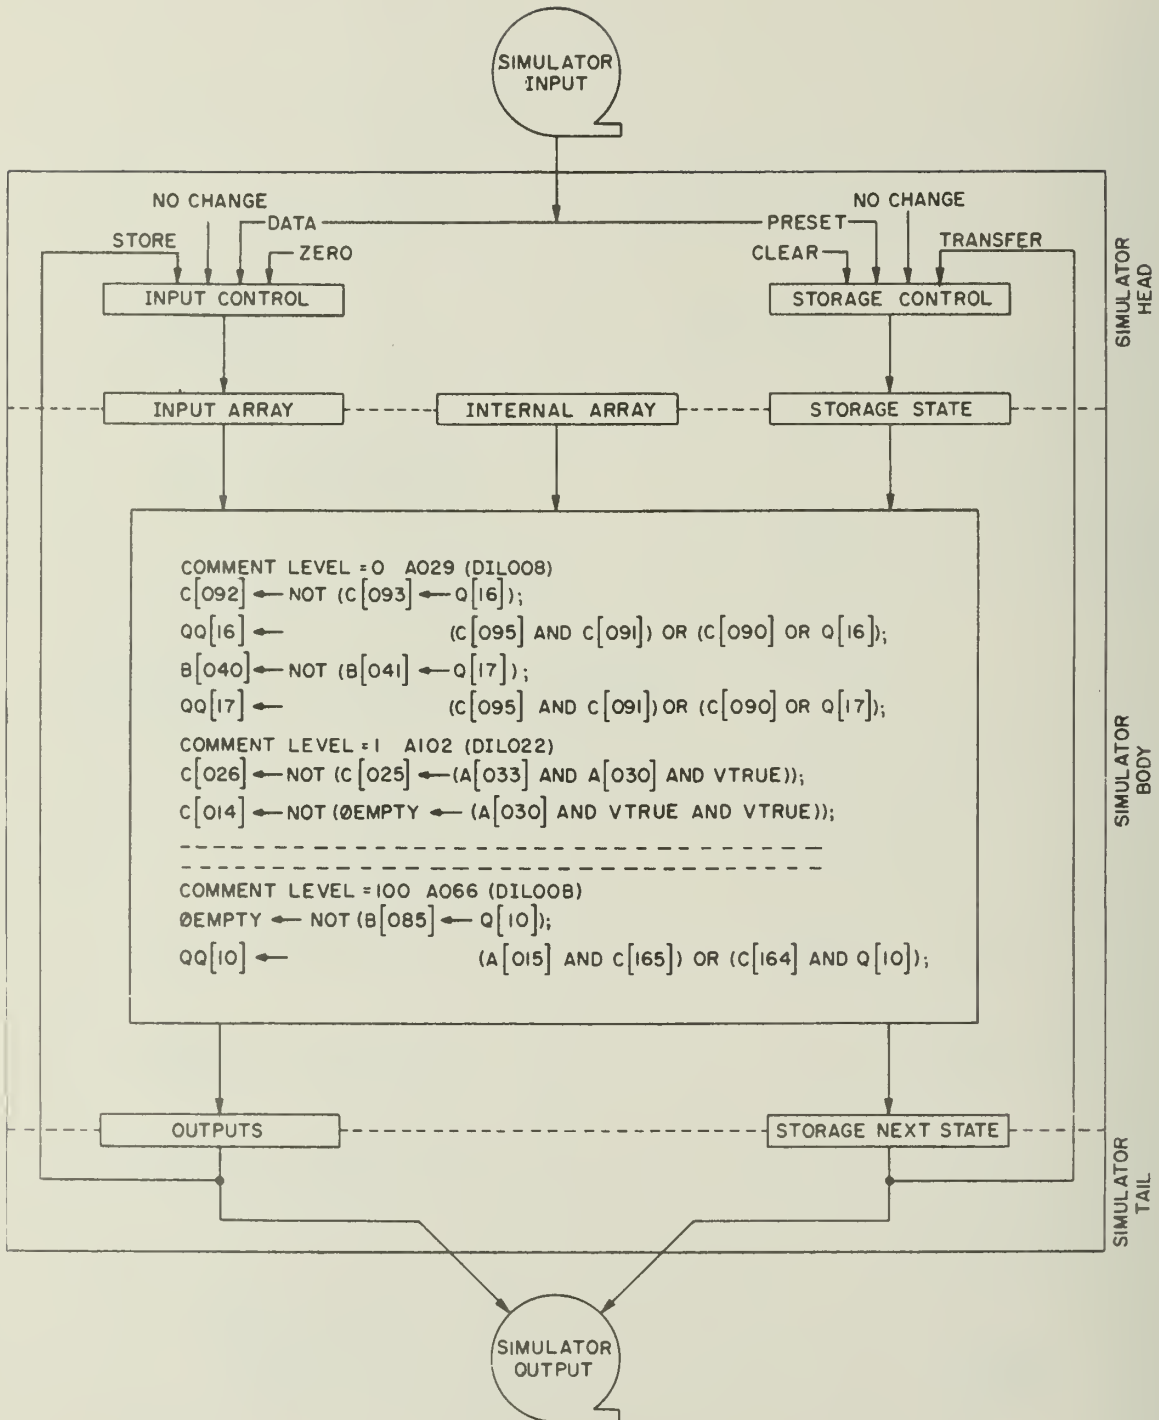 SIMULATOR
INPUT
NO CHANGE
DATA
STORE
ZERO
INPUT CONTROL
NO CHANGE
PRESET
CLEAR
TRANSFER
STORAGE CONTROL
SIMULATOR
HEAD
INPUT ARRAY
INTERNAL ARRAY
STORAGE STATE
COMMENT LEVEL = 0 A029 (DIL008)
C[092] ← NOT (C[093] ← Q[16]);
QQ[16] ← (C[095] AND C[091]) OR (C[090] OR Q[16]);
B[040] ← NOT (B[041] ← Q[17]);
QQ[17] ← (C[095] AND C[091]) OR (C[090] OR Q[17]);
COMMENT LEVEL = 1 A102 (DIL022)
C[026] ← NOT (C[025] ← (A[033] AND A[030] AND VTRUE));
C[014] ← NOT (ØEMPTY ← (A[030] AND VTRUE AND VTRUE));
COMMENT LEVEL = 100 A066 (DIL008)
ØEMPTY ← NOT (B[085] ← Q[10]);
QQ[10] ← (A[015] AND C[165]) OR (C[164] AND Q[10]);
SIMULATOR
BODY
OUTPUTS
STORAGE NEXT STATE
SIMULATOR
TAIL
SIMULATOR
OUTPUT